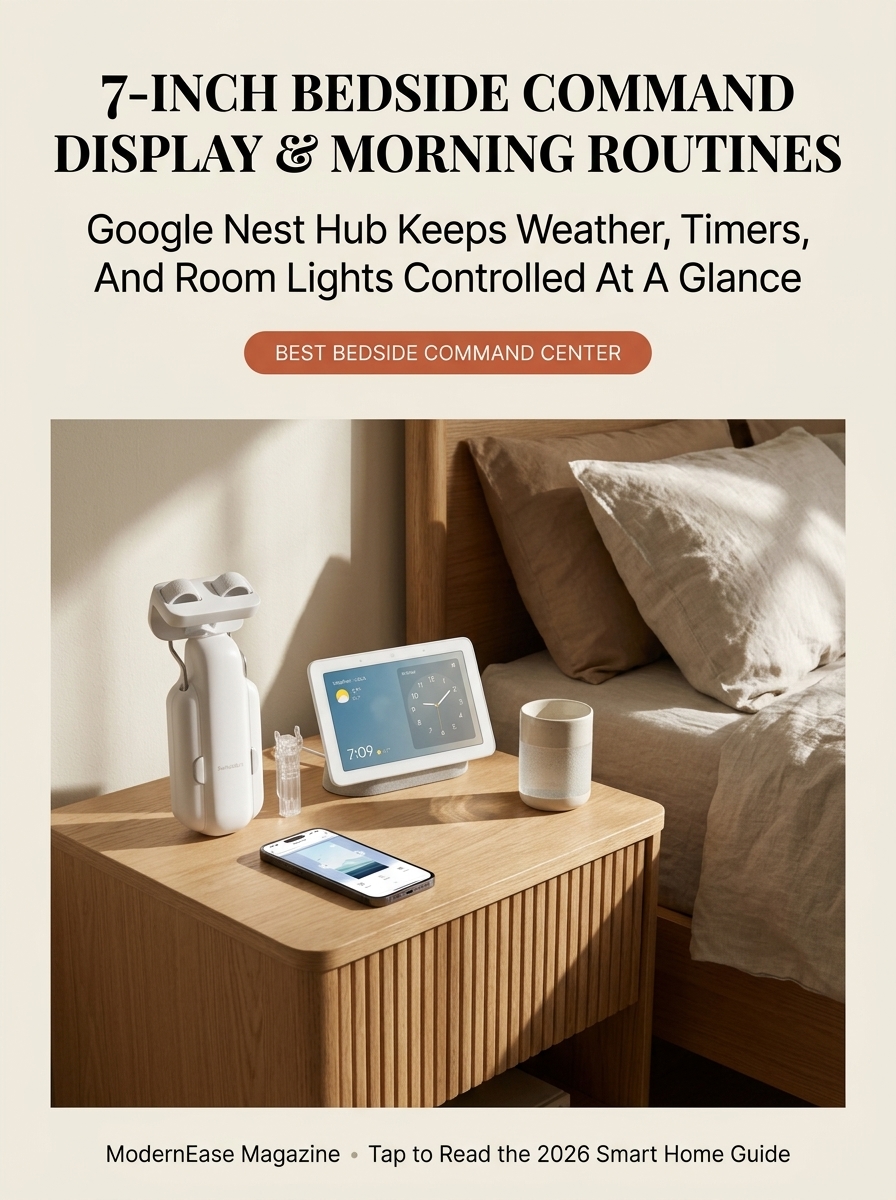 7-INCH BEDSIDE COMMAND
DISPLAY & MORNING ROUTINES
Google Nest Hub Keeps Weather, Timers,
And Room Lights Controlled At A Glance
BEST BEDSIDE COMMAND CENTER
7:09
ModernEase Magazine • Tap to Read the 2026 Smart Home Guide